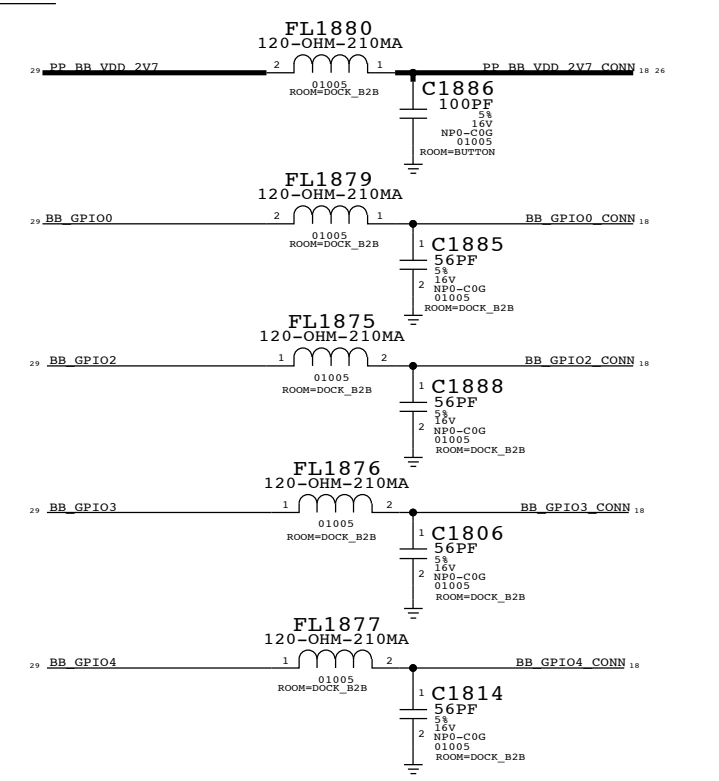 FL1880
120-OHM-210MA
29 PP_BB_VDD_2V7 2 1 PP_BB_VDD_2V7_CONN 18 26
01005
ROOM=DOCK_B2B
C1886
100PF
5%
16V
NP0-C0G
01005
ROOM=BUTTON
FL1879
120-OHM-210MA
29 BB_GPIO0 2 1 BB_GPIO0_CONN 18
01005
ROOM=DOCK_B2B
1 C1885
56PF
5%
2 16V
NP0-C0G
01005
ROOM=DOCK_B2B
FL1875
120-OHM-210MA
29 BB_GPIO2 1 2 BB_GPIO2_CONN 18
01005
ROOM=DOCK_B2B
1 C1888
56PF
5%
2 16V
NP0-C0G
01005
ROOM=DOCK_B2B
FL1876
120-OHM-210MA
29 BB_GPIO3 1 2 BB_GPIO3_CONN 18
01005
ROOM=DOCK_B2B
1 C1806
56PF
5%
2 16V
NP0-C0G
01005
ROOM=DOCK_B2B
FL1877
120-OHM-210MA
29 BB_GPIO4 1 2 BB_GPIO4_CONN 18
01005
ROOM=DOCK_B2B
1 C1814
56PF
5%
2 16V
NP0-C0G
01005
ROOM=DOCK_B2B